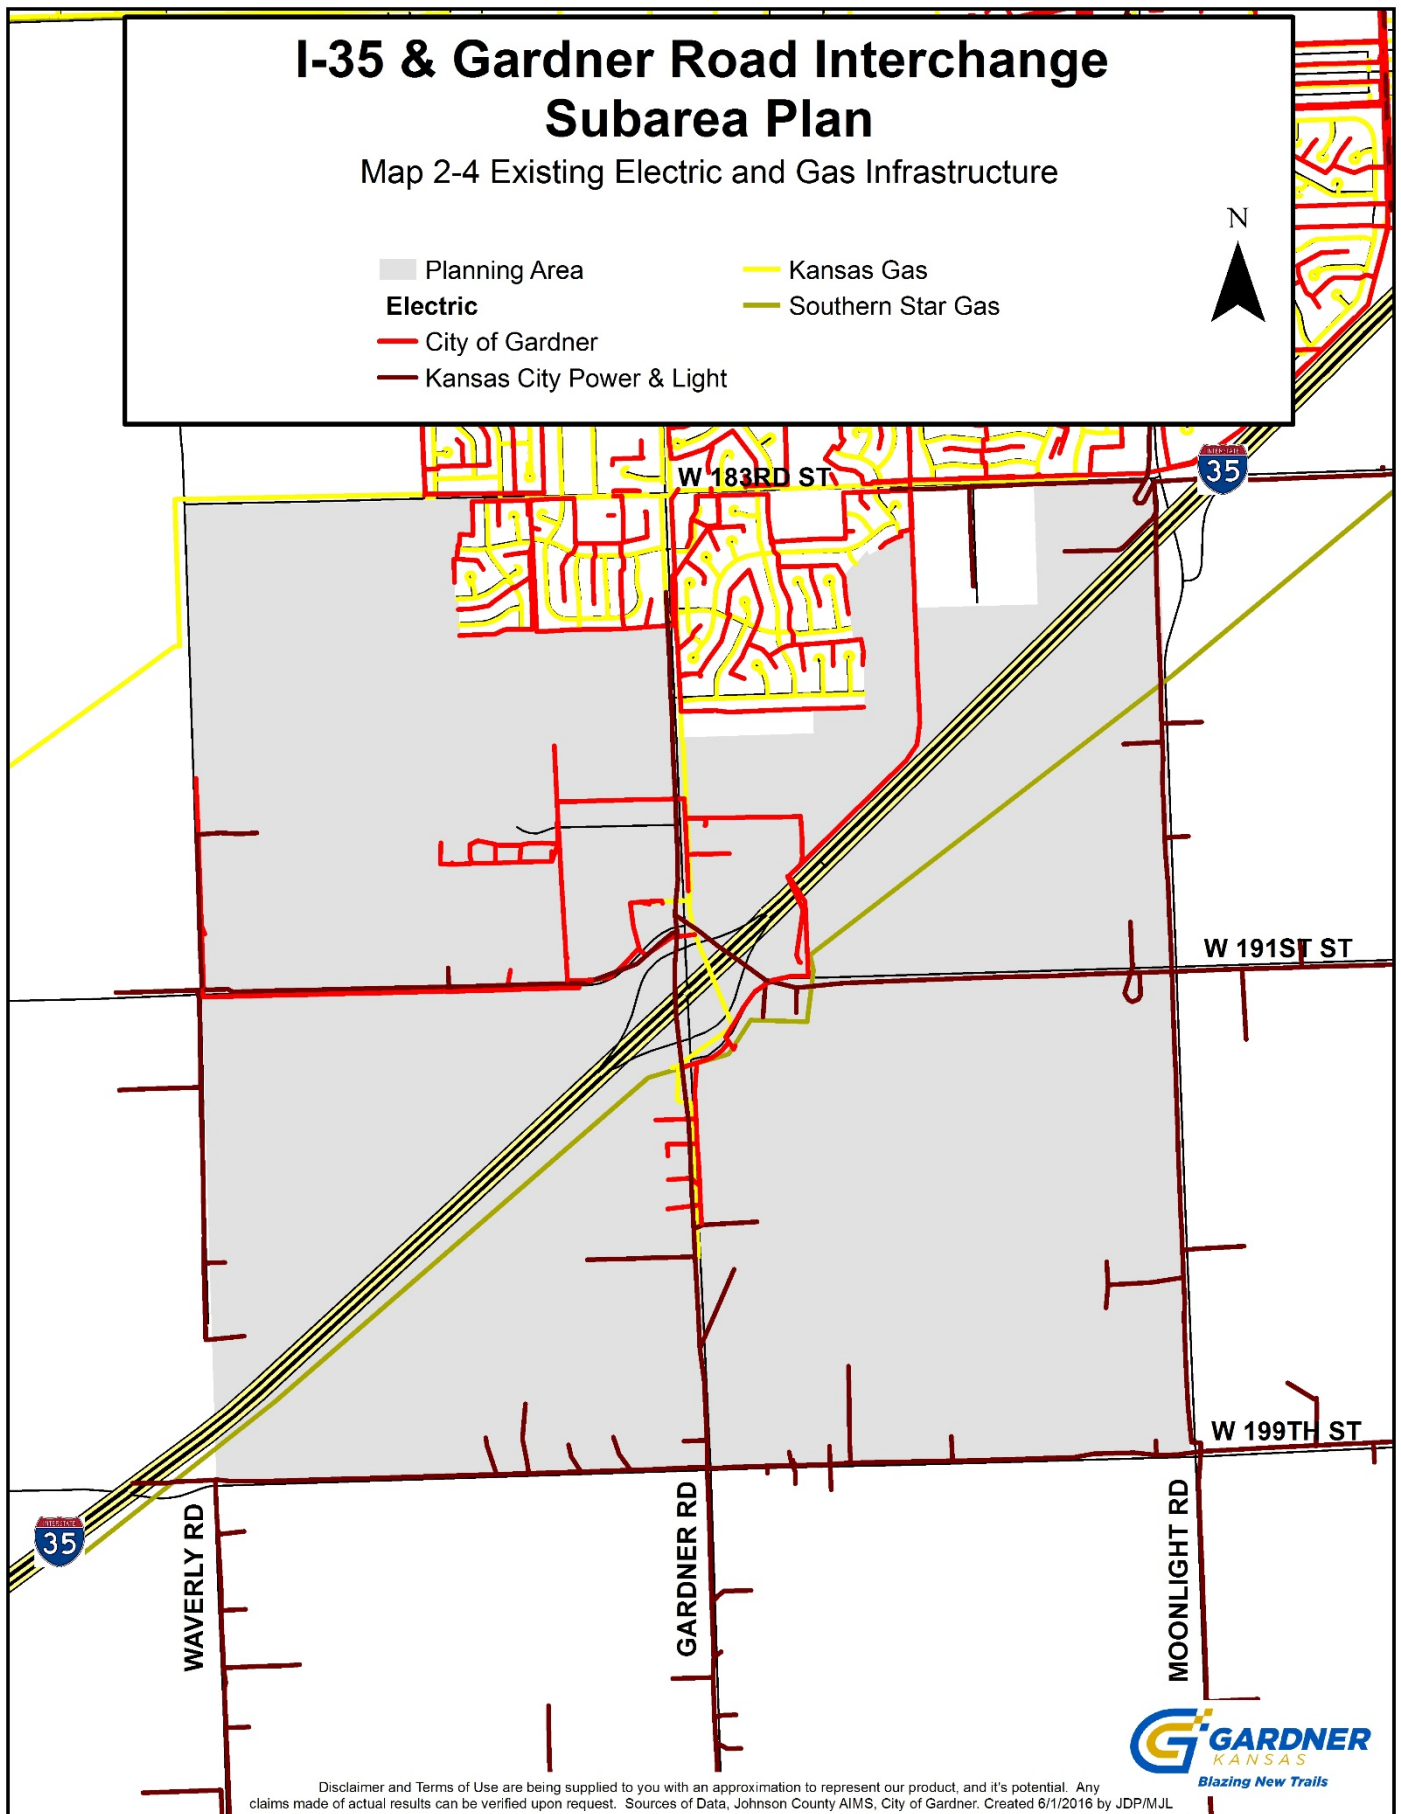 I-35 & Gardner Road Interchange
Subarea Plan
Map 2-4 Existing Electric and Gas Infrastructure
N
Planning Area
Kansas Gas
Electric
Southern Star Gas
City of Gardner
Kansas City Power & Light
W 183RD ST
INTERSTATE
35
W 191ST ST
W 199TH ST
INTERSTATE
35
WAVERLY RD
GARDNER RD
MOONLIGHT RD
G GARDNER
KANSAS
Blazing New Trails
Disclaimer and Terms of Use are being supplied to you with an approximation to represent our product, and it's potential. Any
claims made of actual results can be verified upon request. Sources of Data, Johnson County AIMS, City of Gardner. Created 6/1/2016 by JDP/MJL